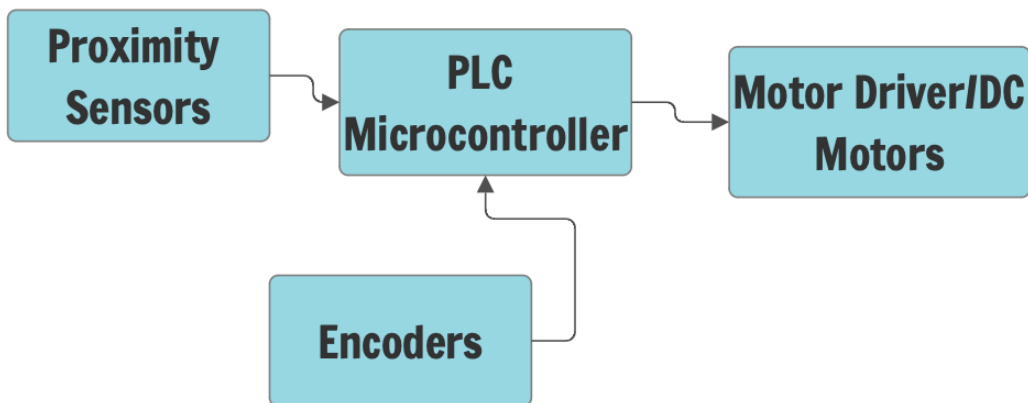 Proximity
Sensors
PLC
Microcontroller
Motor Driver/DC
Motors
Encoders